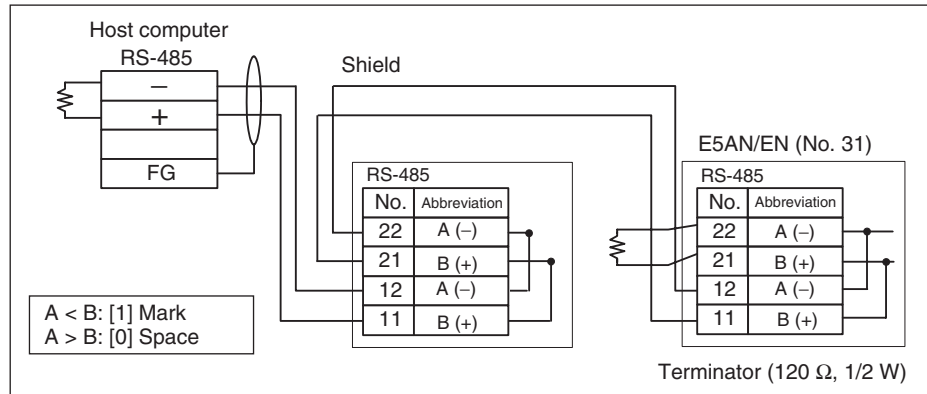 Host computer
RS-485
−
+
FG
Shield
RS-485
No. Abbreviation
22 A (−)
21 B (+)
12 A (−)
11 B (+)
E5AN/EN (No. 31)
RS-485
No. Abbreviation
22 A (−)
21 B (+)
12 A (−)
11 B (+)
A < B: [1] Mark
A > B: [0] Space
Terminator (120 Ω, 1/2 W)